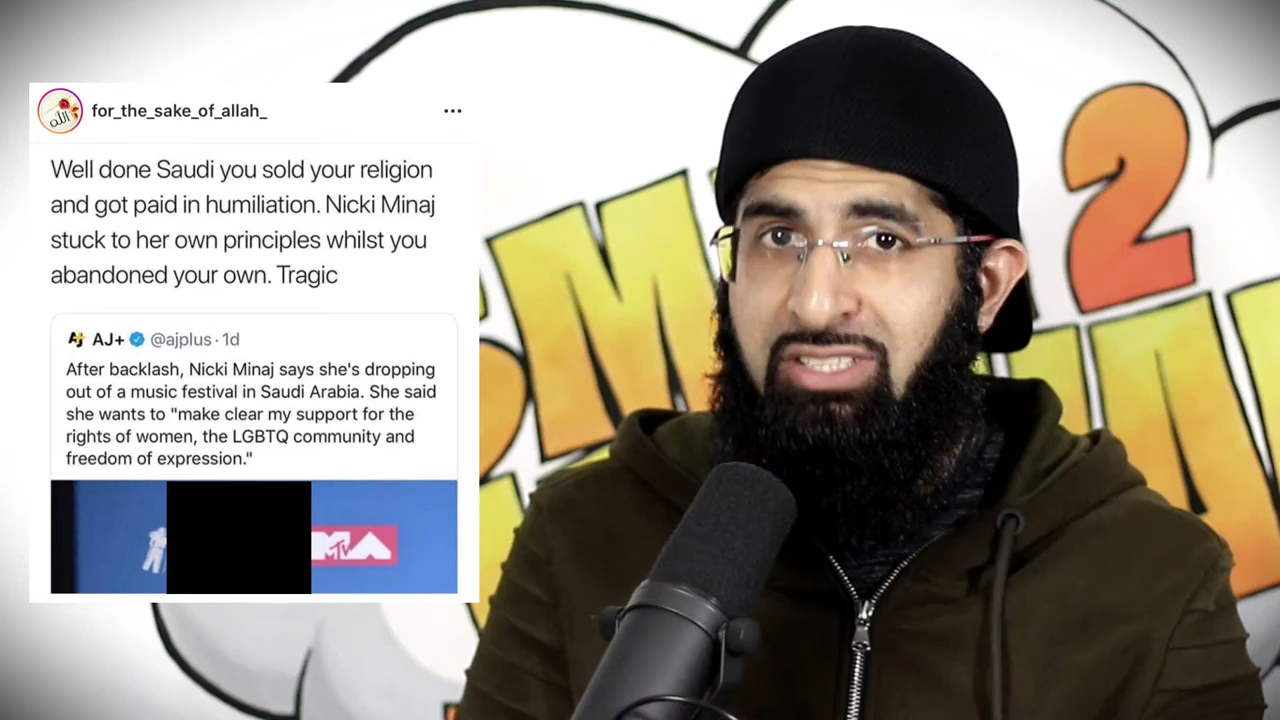 for_the_sake_of_allah_
Well done Saudi you sold your religion
and got paid in humiliation. Nicki Minaj
stuck to her own principles whilst you
abandoned your own. Tragic
AJ+ @ajplus · 1d
After backlash, Nicki Minaj says she's dropping
out of a music festival in Saudi Arabia. She said
she wants to "make clear my support for the
rights of women, the LGBTQ community and
freedom of expression."
MTV
2